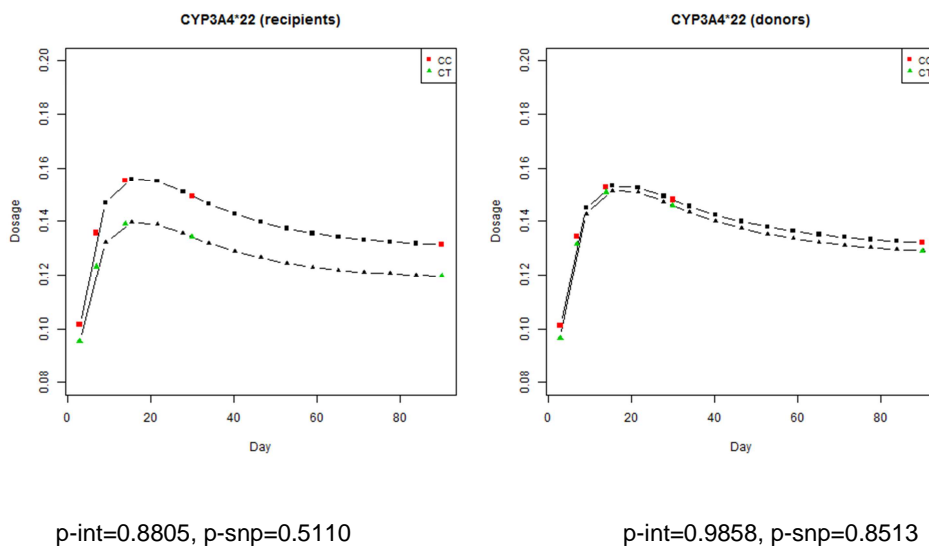 CYP3A4*22 (recipients)
0.20
0.18
0.16
0.14
0.12
0.10
0.08
Dosage
CC
CT
0
20
40
60
80
Day
p-int=0.8805, p-snp=0.5110
CYP3A4*22 (donors)
0.20
0.18
0.16
0.14
0.12
0.10
0.08
Dosage
CC
CT
0
20
40
60
80
Day
p-int=0.9858, p-snp=0.8513